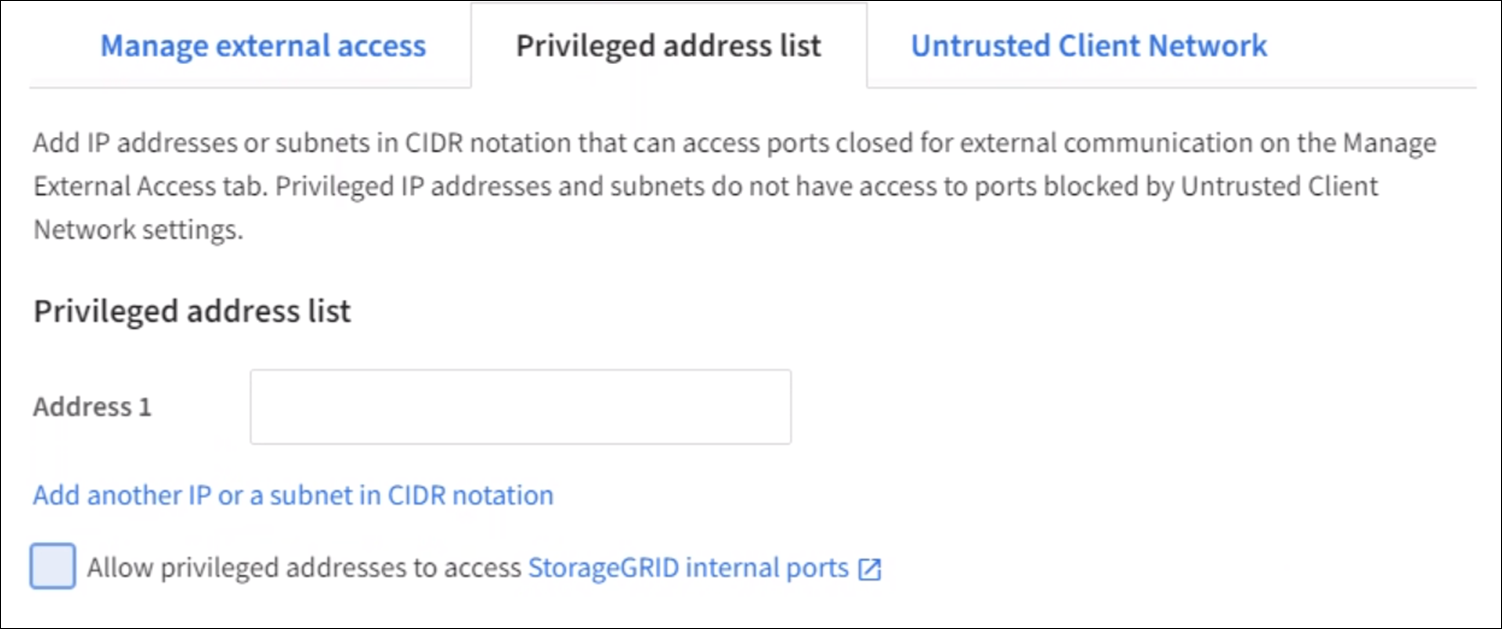 Manage external access Privileged address list Untrusted Client Network
Add IP addresses or subnets in CIDR notation that can access ports closed for external communication on the Manage
External Access tab. Privileged IP addresses and subnets do not have access to ports blocked by Untrusted Client
Network settings.
Privileged address list
Address 1
Add another IP or a subnet in CIDR notation
Allow privileged addresses to access StorageGRID internal ports